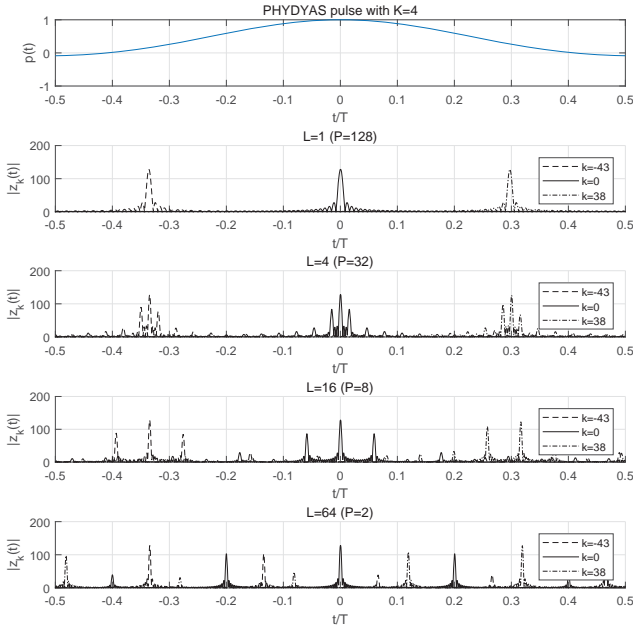 PHYDYAS pulse with K=4
p(t)
1
0
-1
-0.5 -0.4 -0.3 -0.2 -0.1 0 0.1 0.2 0.3 0.4 0.5
t/T
L=1 (P=128)
|z_k(t)|
200
100
0
k=-43
k=0
k=38
-0.5 -0.4 -0.3 -0.2 -0.1 0 0.1 0.2 0.3 0.4 0.5
t/T
L=4 (P=32)
|z_k(t)|
200
100
0
k=-43
k=0
k=38
-0.5 -0.4 -0.3 -0.2 -0.1 0 0.1 0.2 0.3 0.4 0.5
t/T
L=16 (P=8)
|z_k(t)|
200
100
0
k=-43
k=0
k=38
-0.5 -0.4 -0.3 -0.2 -0.1 0 0.1 0.2 0.3 0.4 0.5
t/T
L=64 (P=2)
|z_k(t)|
200
100
0
k=-43
k=0
k=38
-0.5 -0.4 -0.3 -0.2 -0.1 0 0.1 0.2 0.3 0.4 0.5
t/T